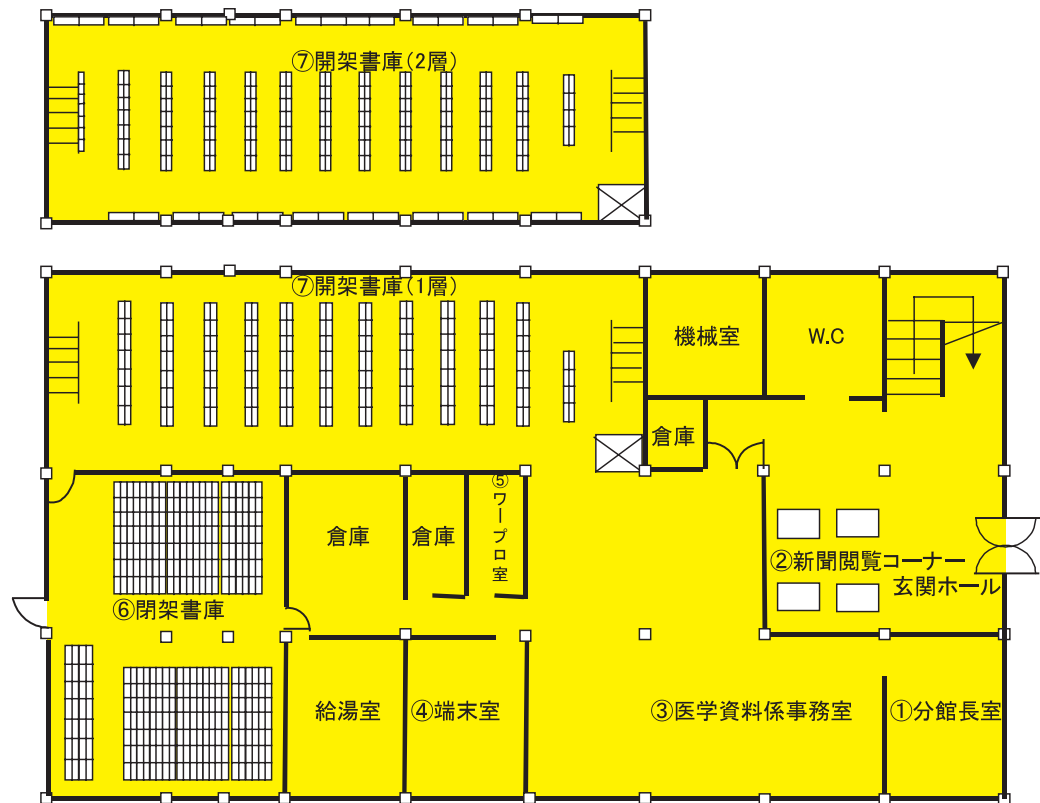 ⑦開架書庫(2層)
⑦開架書庫(1層)
機械室
W.C
倉庫
⑤ワープロ室
倉庫
倉庫
②新聞閲覧コーナー
玄関ホール
⑥閉架書庫
給湯室
④端末室
③医学資料係事務室
①分館長室